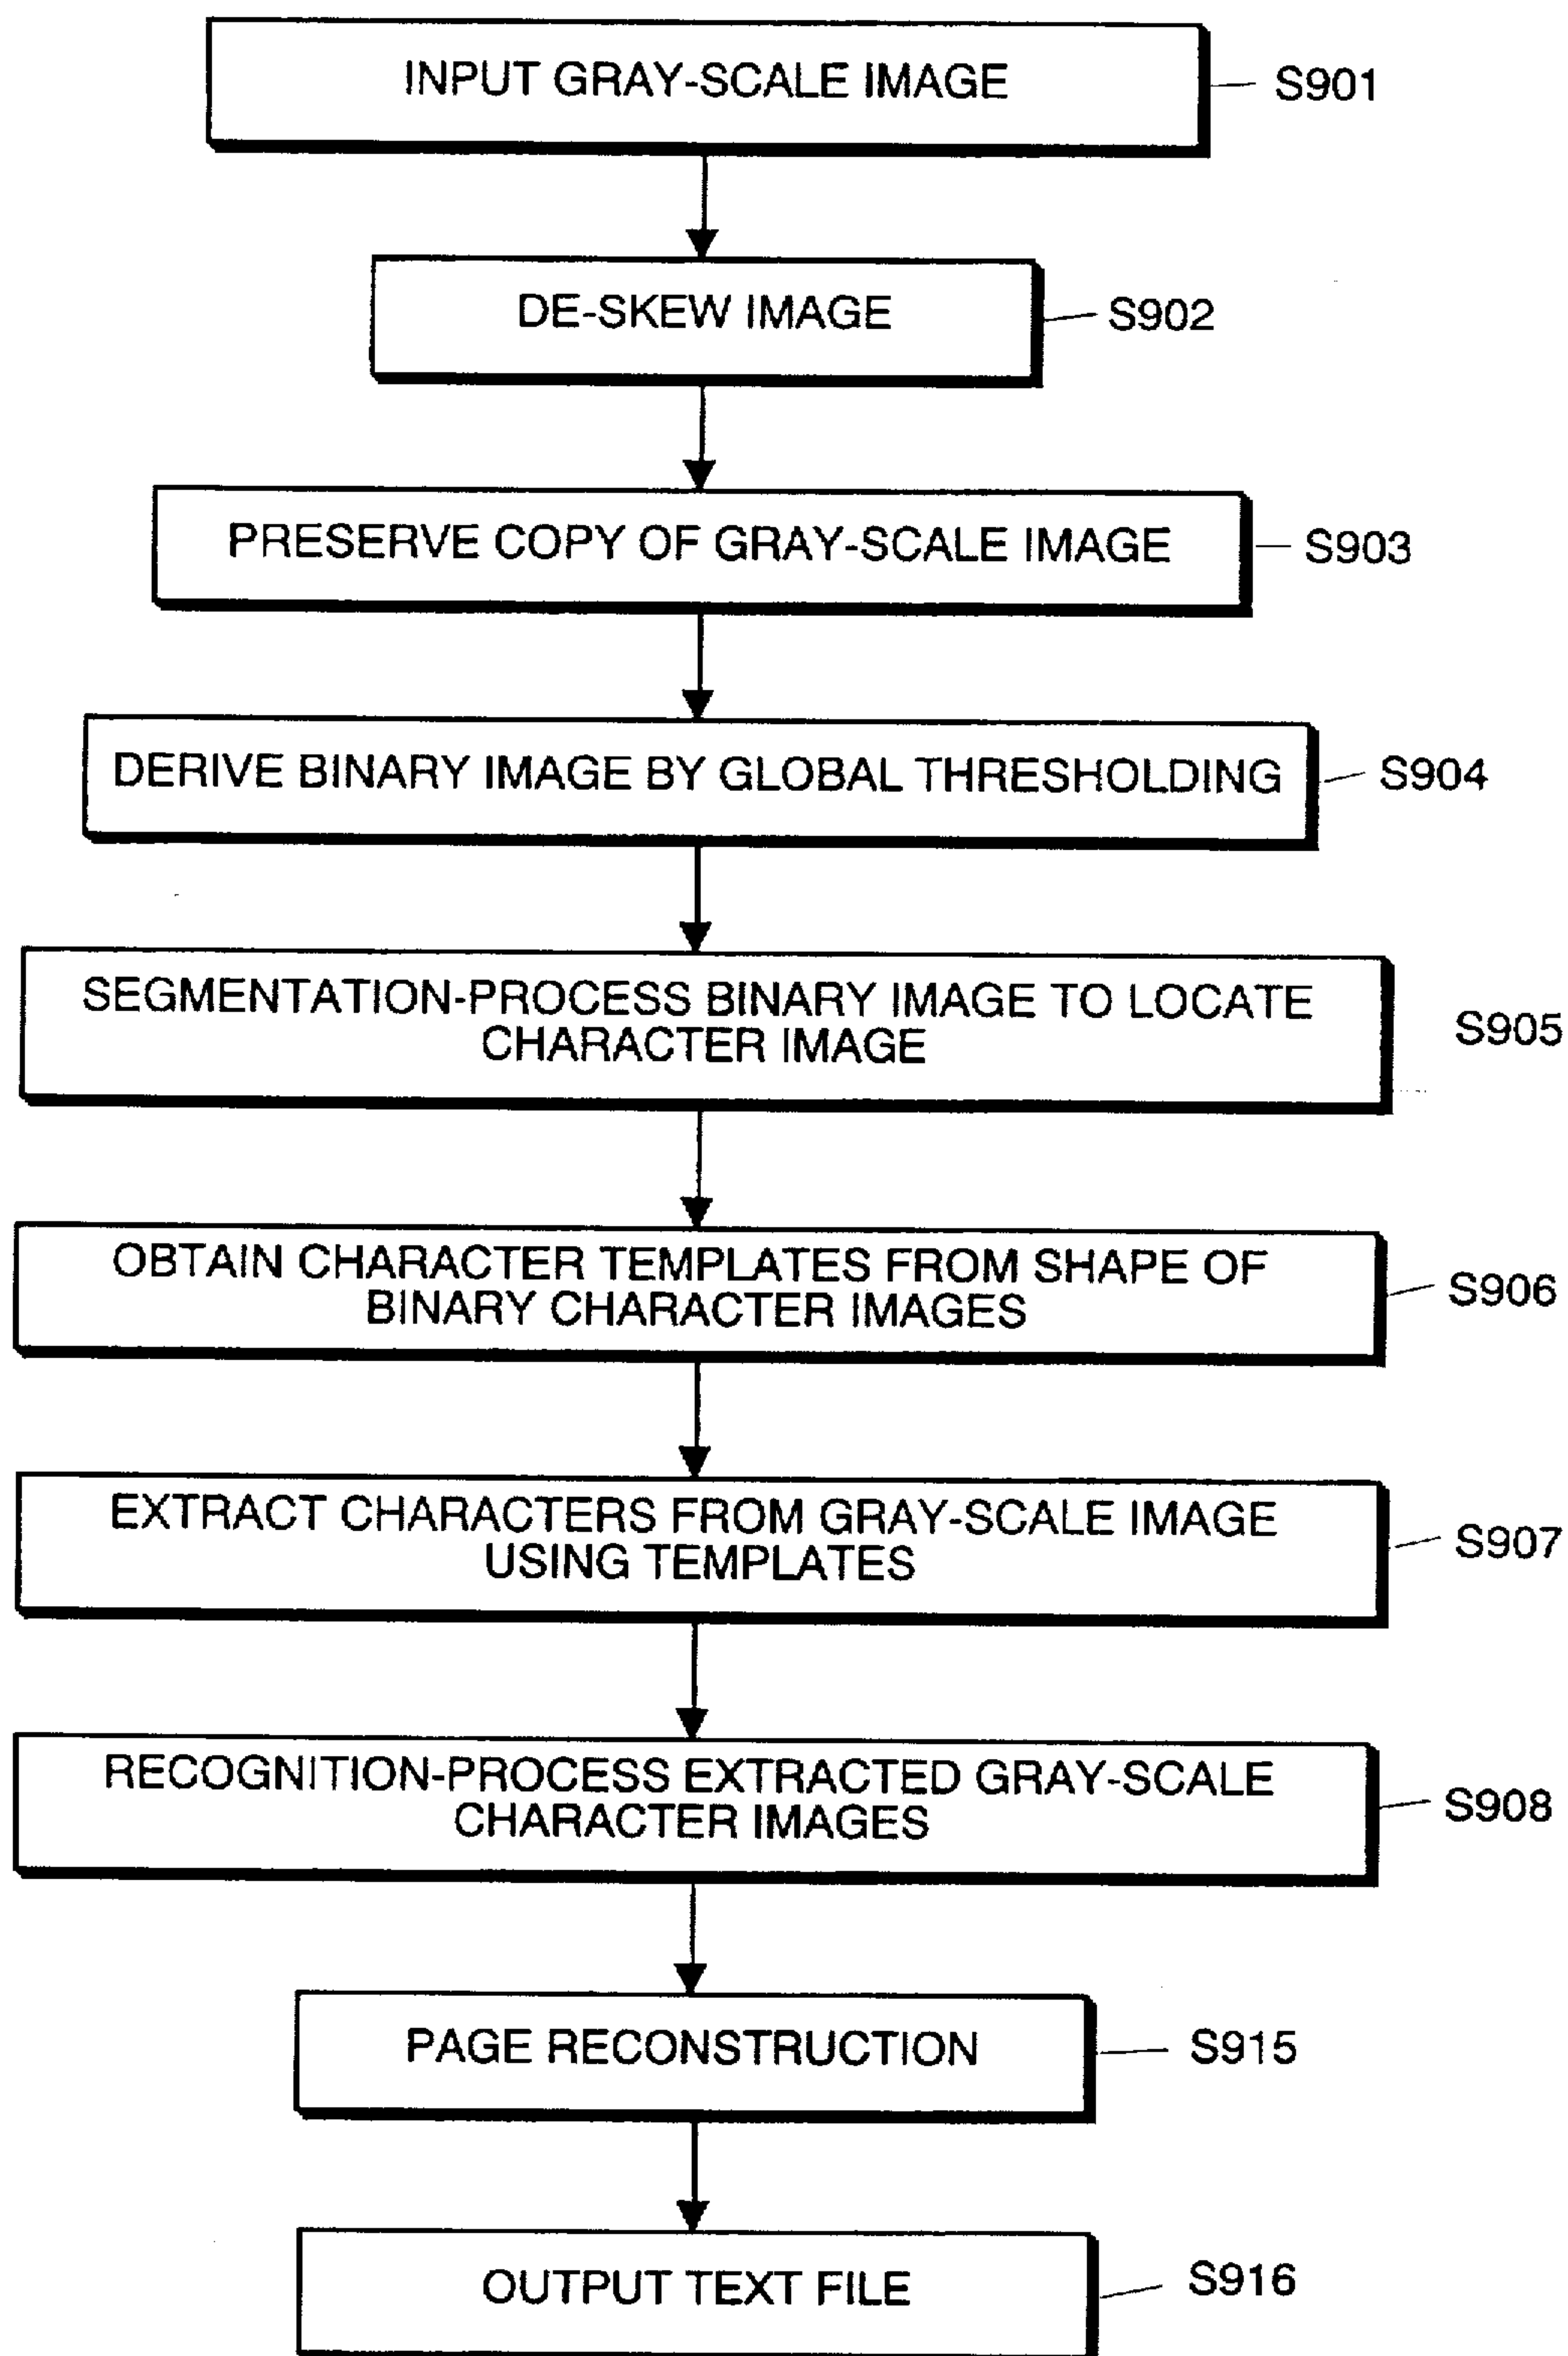 INPUT GRAY-SCALE IMAGE
S901
DE-SKEW IMAGE
S902
PRESERVE COPY OF GRAY-SCALE IMAGE
S903
DERIVE BINARY IMAGE BY GLOBAL THRESHOLDING
S904
SEGMENTATION-PROCESS BINARY IMAGE TO LOCATE
CHARACTER IMAGE
S905
OBTAIN CHARACTER TEMPLATES FROM SHAPE OF
BINARY CHARACTER IMAGES
S906
EXTRACT CHARACTERS FROM GRAY-SCALE IMAGE
USING TEMPLATES
S907
RECOGNITION-PROCESS EXTRACTED GRAY-SCALE
CHARACTER IMAGES
S908
PAGE RECONSTRUCTION
S915
OUTPUT TEXT FILE
S916